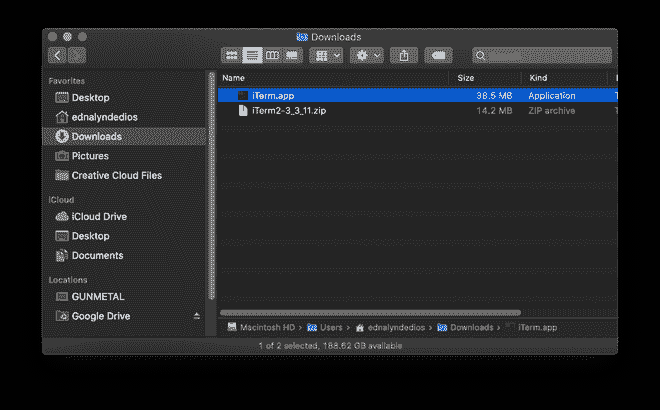 Downloads
Name Size Kind
Favorites
Desktop
ednalyndedios
Downloads
Pictures
Creative Cloud Files
iCloud
iCloud Drive
Desktop
Documents
Locations
GUNMETAL
Google Drive
iTerm.app 38.5 MB Application
iTerm2-3_3_11.zip 14.2 MB ZIP archive
Macintosh HD › Users › ednalyndedios › Downloads › iTerm.app
1 of 2 selected, 188.62 GB available